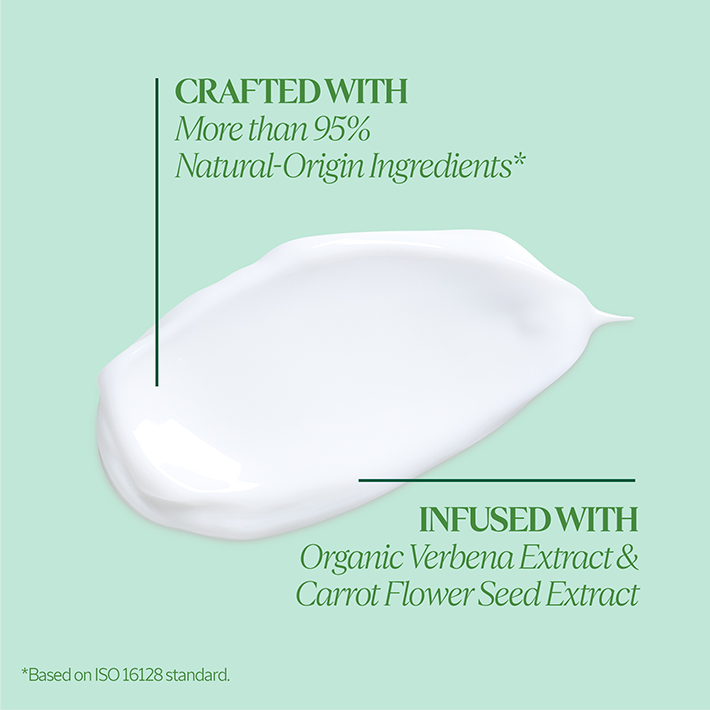 CRAFTED WITH
More than 95%
Natural-Origin Ingredients*
INFUSED WITH
Organic Verbena Extract &
Carrot Flower Seed Extract
*Based on ISO 16128 standard.